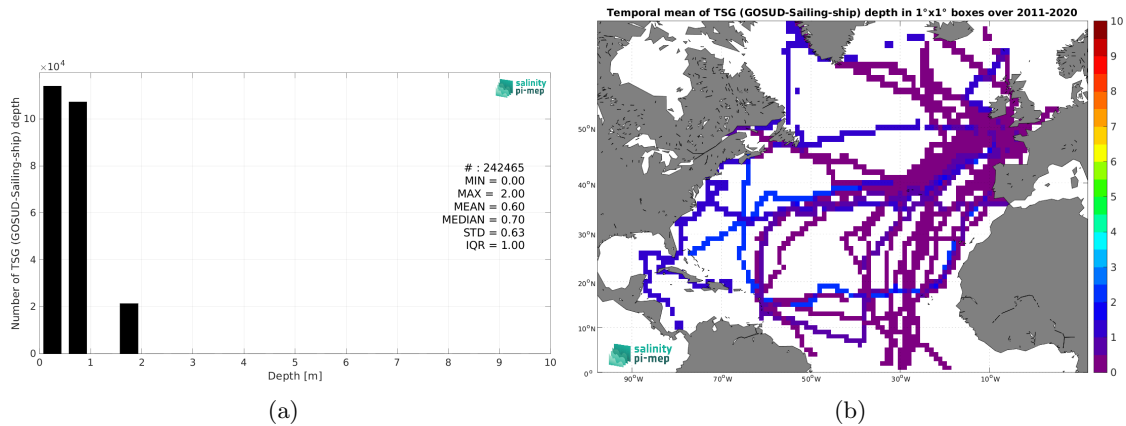 ×10⁴
Number of TSG (GOSUD-Sailing-ship) depth
10
8
6
4
2
0
0 1 2 3 4 5 6 7 8 9 10
Depth [m]
salinity
pi-mep
# : 242465
MIN = 0.00
MAX = 2.00
MEAN = 0.60
MEDIAN = 0.70
STD = 0.63
IQR = 1.00
(a)
Temporal mean of TSG (GOSUD-Sailing-ship) depth in 1°x1° boxes over 2011-2020
50°N
40°N
30°N
20°N
10°N
0°
90°W 70°W 50°W 30°W 10°W
salinity
pi-mep
10
9
8
7
6
5
4
3
2
1
0
(b)